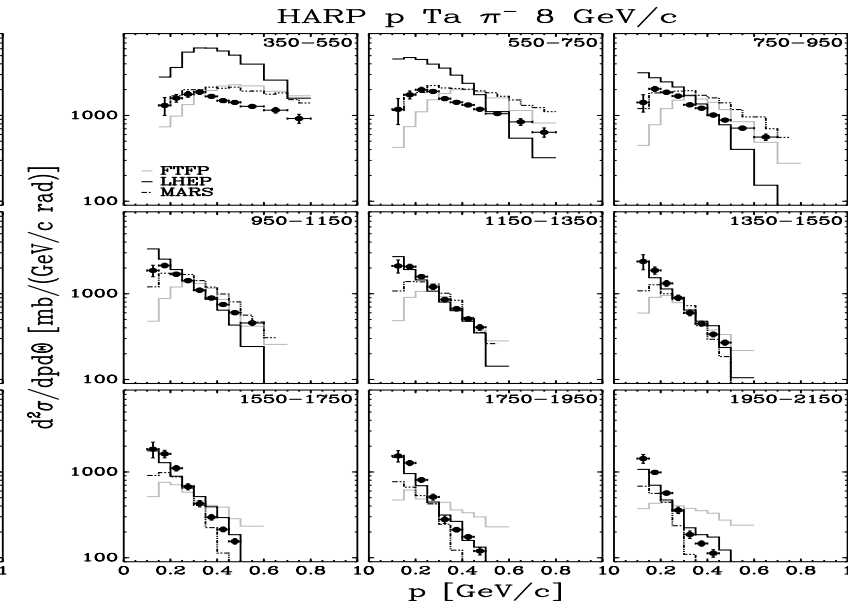 HARP p Ta π⁻ 8 GeV/c
350−550
550−750
750−950
1000
100
FTFP
LHEP
MARS
950−1150
1150−1350
1350−1550
1000
100
1550−1750
1750−1950
1950−2150
1000
100
1 0 0.2 0.4 0.6 0.8 10 0.2 0.4 0.6 0.8 10 0.2 0.4 0.6 0.8 1
p [GeV/c]
d²σ/dpdΘ [mb/(GeV/c rad)]